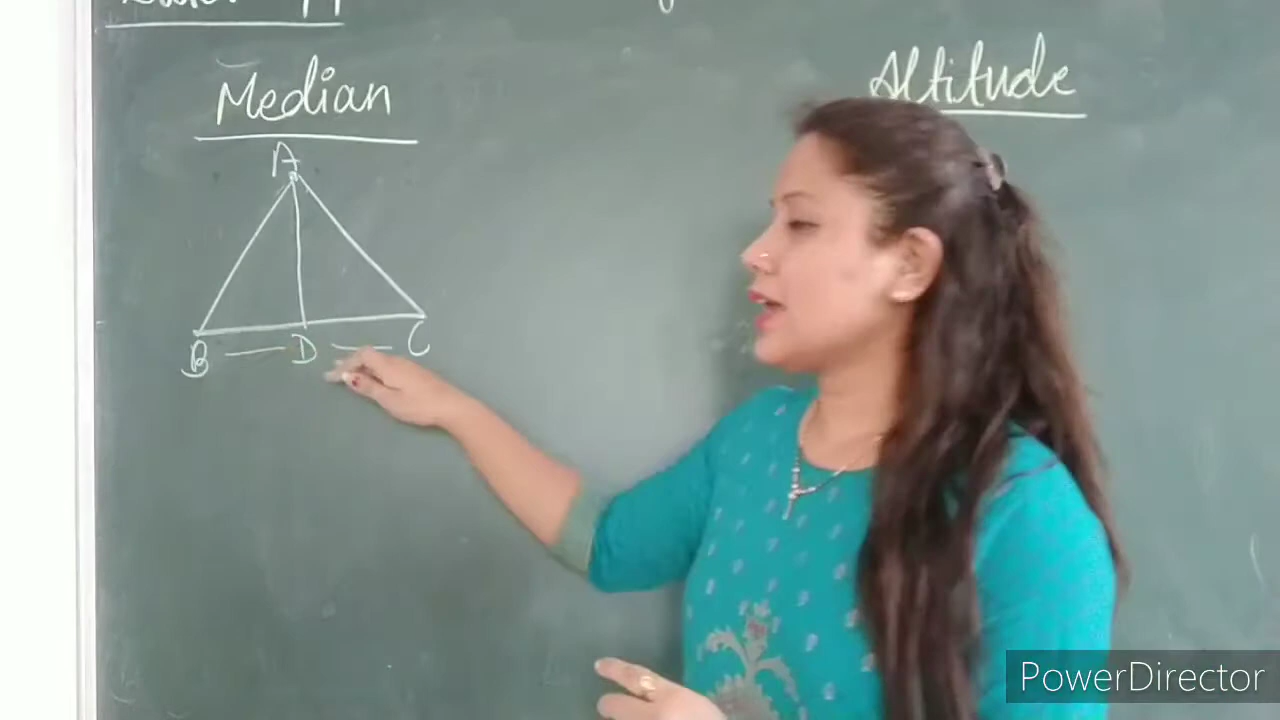 Median
Altitude
A
B — D — C
PowerDirector